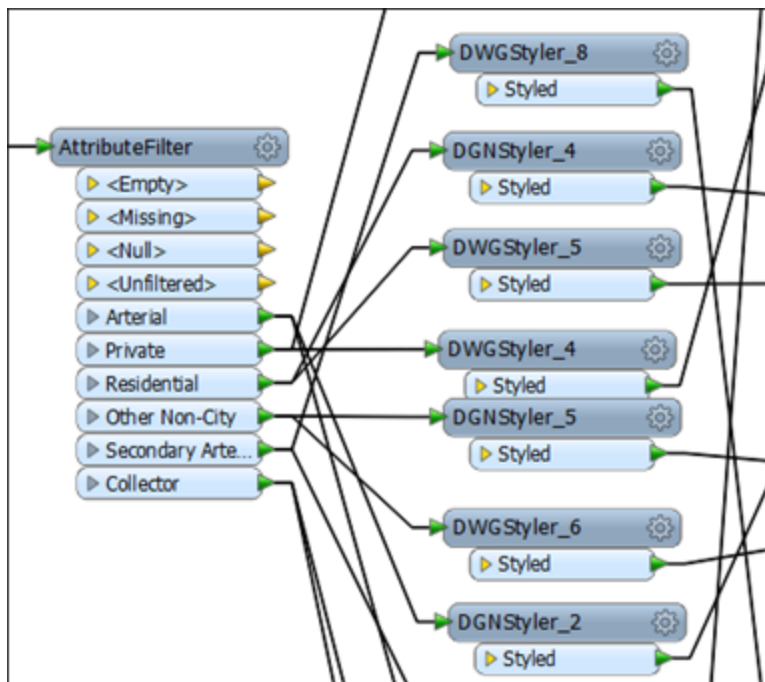 AttributeFilter
<Empty>
<Missing>
<Null>
<Unfiltered>
Arterial
Private
Residential
Other Non-City
Secondary Arte...
Collector
DWGStyler_8
Styled
DGNStyler_4
Styled
DWGStyler_5
Styled
DWGStyler_4
Styled
DGNStyler_5
Styled
DWGStyler_6
Styled
DGNStyler_2
Styled